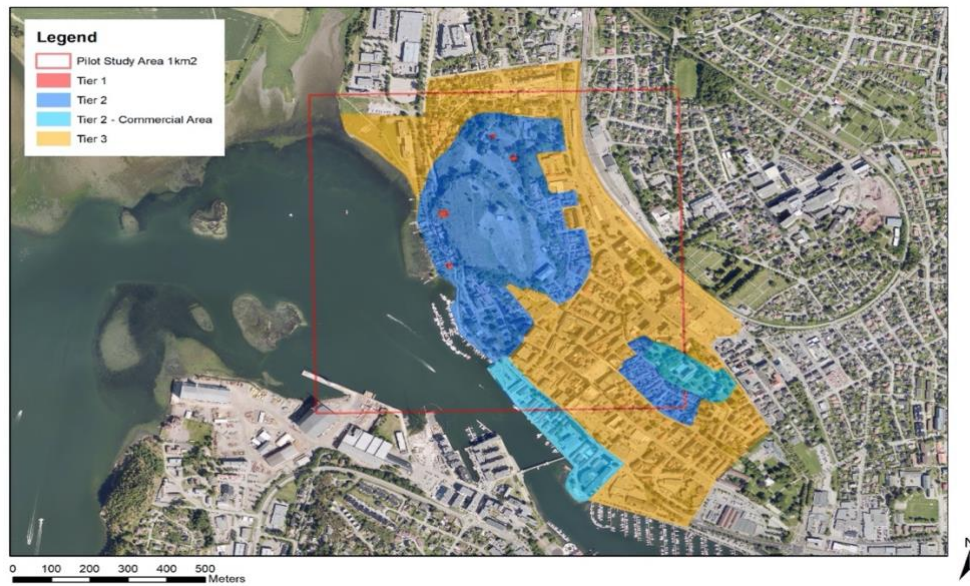 Legend
Pilot Study Area 1km2
Tier 1
Tier 2
Tier 2 - Commercial Area
Tier 3
0 100 200 300 400 500
Meters
N